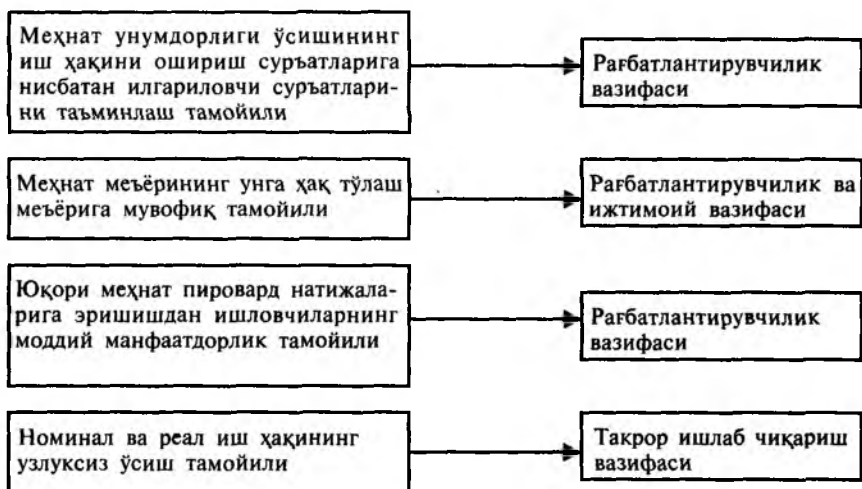 Меҳнат унумдорлиги ўсишининг
иш ҳақини ошириш суръатларига
нисбатан илгариловчи суръатлари-
ни таъминлаш тамойили
Рағбатлантирувчилик
вазифаси
Меҳнат меъёрининг унга ҳақ тўлаш
меъёрига мувофиқ тамойили
Рағбатлантирувчилик ва
ижтимоий вазифаси
Юқори меҳнат пировард натижала-
рига эришишдан ишловчиларнинг
моддий манфаатдорлик тамойили
Рағбатлантирувчилик
вазифаси
Номинал ва реал иш ҳақининг
узлуксиз ўсиш тамойили
Такрор ишлаб чиқариш
вазифаси